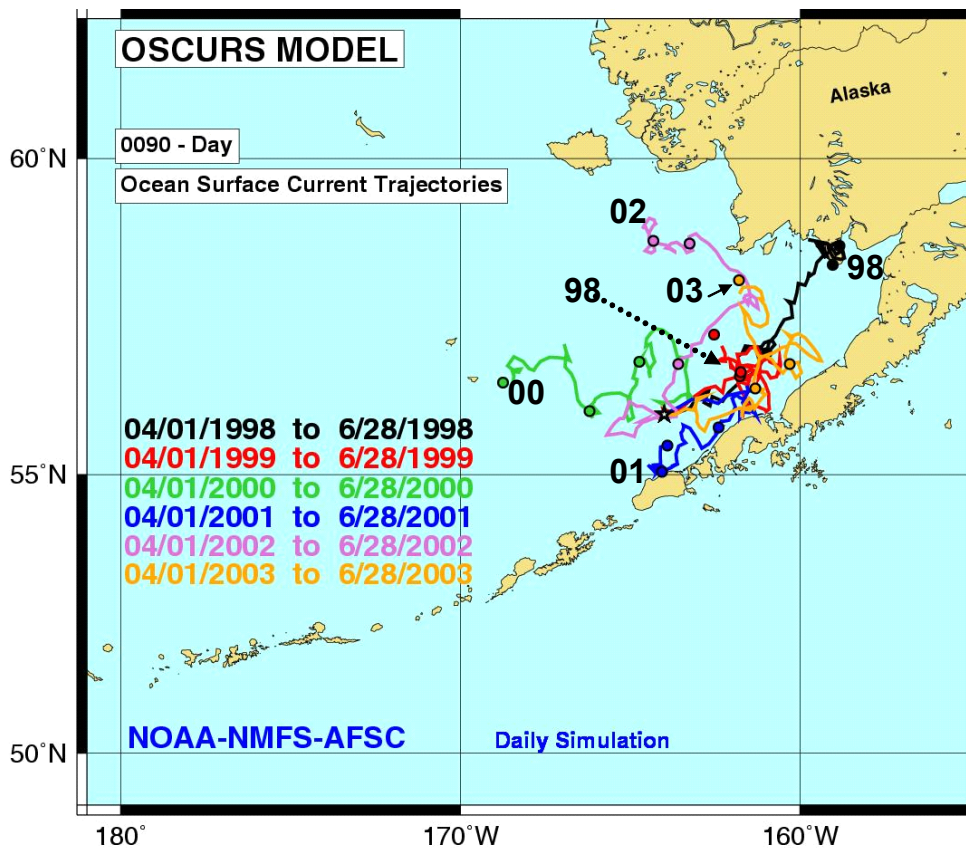 OSCURS MODEL
Alaska
0090 - Day
60°N
Ocean Surface Current Trajectories
02
98
98
03
00
04/01/1998 to 6/28/1998
04/01/1999 to 6/28/1999
01
55°N
04/01/2000 to 6/28/2000
04/01/2001 to 6/28/2001
04/01/2002 to 6/28/2002
04/01/2003 to 6/28/2003
NOAA-NMFS-AFSC
Daily Simulation
50°N
180°
170°W
160°W